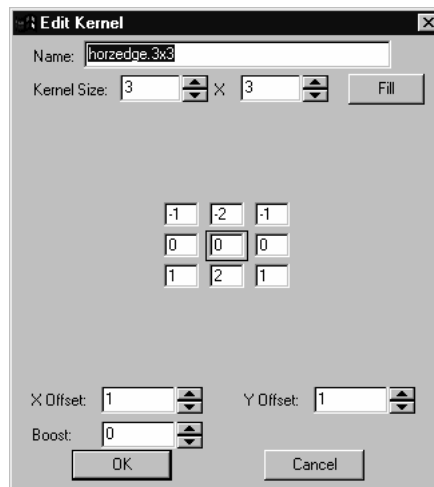 Edit Kernel
Name: horzedge.3x3
Kernel Size: 3 X 3 Fill
-1 -2 -1
0 0 0
1 2 1
X Offset: 1 Y Offset: 1
Boost: 0
OK Cancel